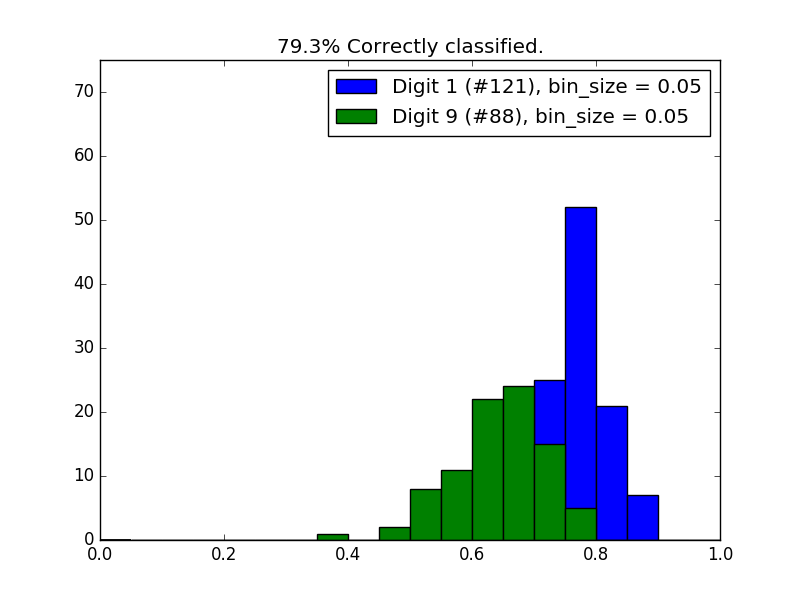 79.3% Correctly classified.
Digit 1 (#121), bin_size = 0.05
Digit 9 (#88), bin_size = 0.05
70
60
50
40
30
20
10
0
0.0 0.2 0.4 0.6 0.8 1.0